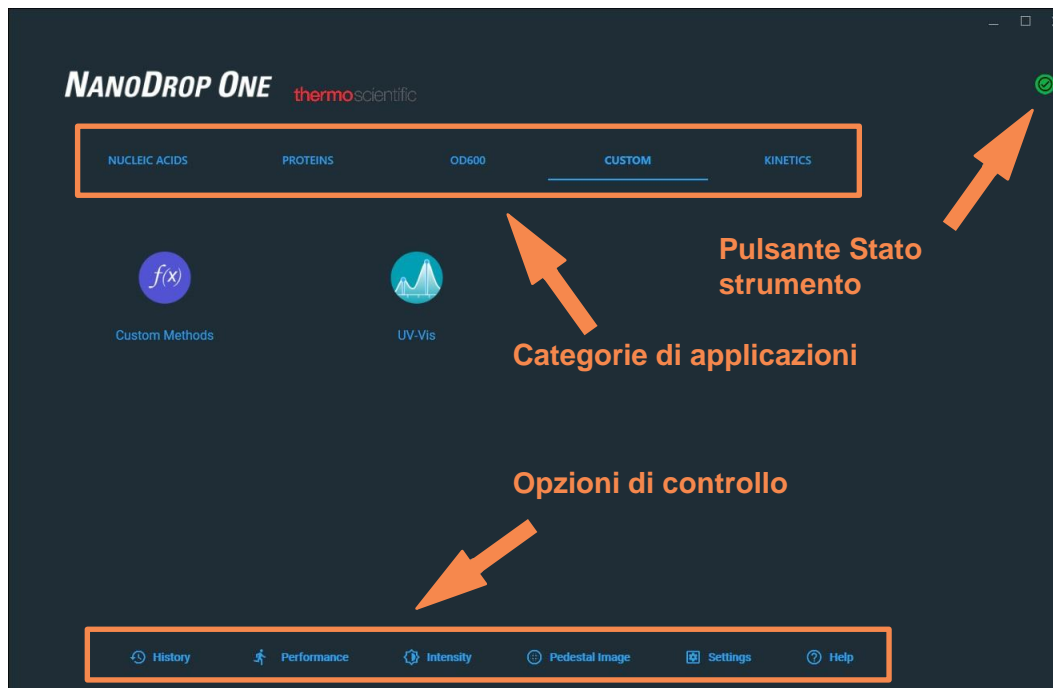 NANODROP ONE thermoscientific
NUCLEIC ACIDS PROTEINS OD600 CUSTOM KINETICS
Pulsante Stato
strumento
f(x)
Custom Methods UV-Vis
Categorie di applicazioni
Opzioni di controllo
History Performance Intensity Pedestal Image Settings Help